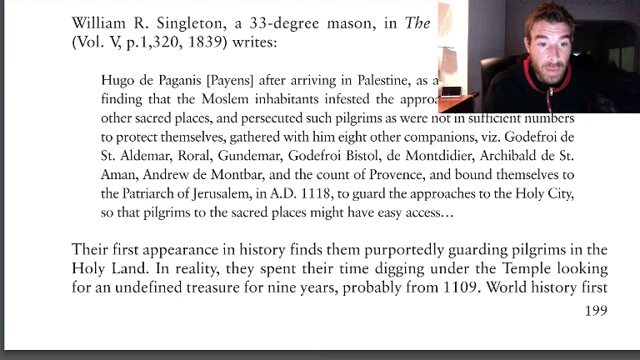 William R. Singleton, a 33-degree mason, in The
(Vol. V, p.1,320, 1839) writes:
Hugo de Paganis [Payens] after arriving in Palestine, as a
finding that the Moslem inhabitants infested the
other sacred places, and persecuted such pilgrims as were not in sufficient numbers
to protect themselves, gathered with him eight other companions, viz. Godefroi de
St. Aldemar, Roral, Gundemar, Godefroi Bistol, de Montdidier, Archibald de St.
Aman, Andrew de Montbar, and the count of Provence, and bound themselves to
the Patriarch of Jerusalem, in A.D. 1118, to guard the approaches to the Holy City,
so that pilgrims to the sacred places might have easy access…
Their first appearance in history finds them purportedly guarding pilgrims in the
Holy Land. In reality, they spent their time digging under the Temple looking
for an undefined treasure for nine years, probably from 1109. World history first
199